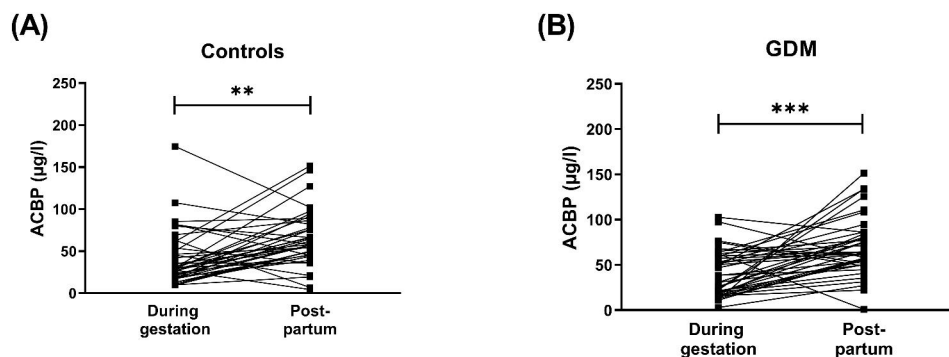 (A)
Controls
ACBP (µg/l)
250
200
150
100
50
0
**
During
gestation
Post-
partum
(B)
GDM
ACBP (µg/l)
250
200
150
100
50
0
***
During
gestation
Post-
partum